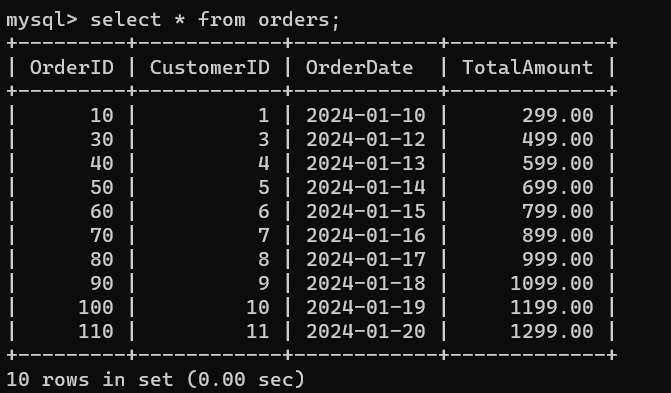 mysql> select * from orders;
+---------+------------+------------+-------------+
| OrderID | CustomerID | OrderDate  | TotalAmount |
+---------+------------+------------+-------------+
|      10 |          1 | 2024-01-10 |      299.00 |
|      30 |          3 | 2024-01-12 |      499.00 |
|      40 |          4 | 2024-01-13 |      599.00 |
|      50 |          5 | 2024-01-14 |      699.00 |
|      60 |          6 | 2024-01-15 |      799.00 |
|      70 |          7 | 2024-01-16 |      899.00 |
|      80 |          8 | 2024-01-17 |      999.00 |
|      90 |          9 | 2024-01-18 |     1099.00 |
|     100 |         10 | 2024-01-19 |     1199.00 |
|     110 |         11 | 2024-01-20 |     1299.00 |
+---------+------------+------------+-------------+
10 rows in set (0.00 sec)